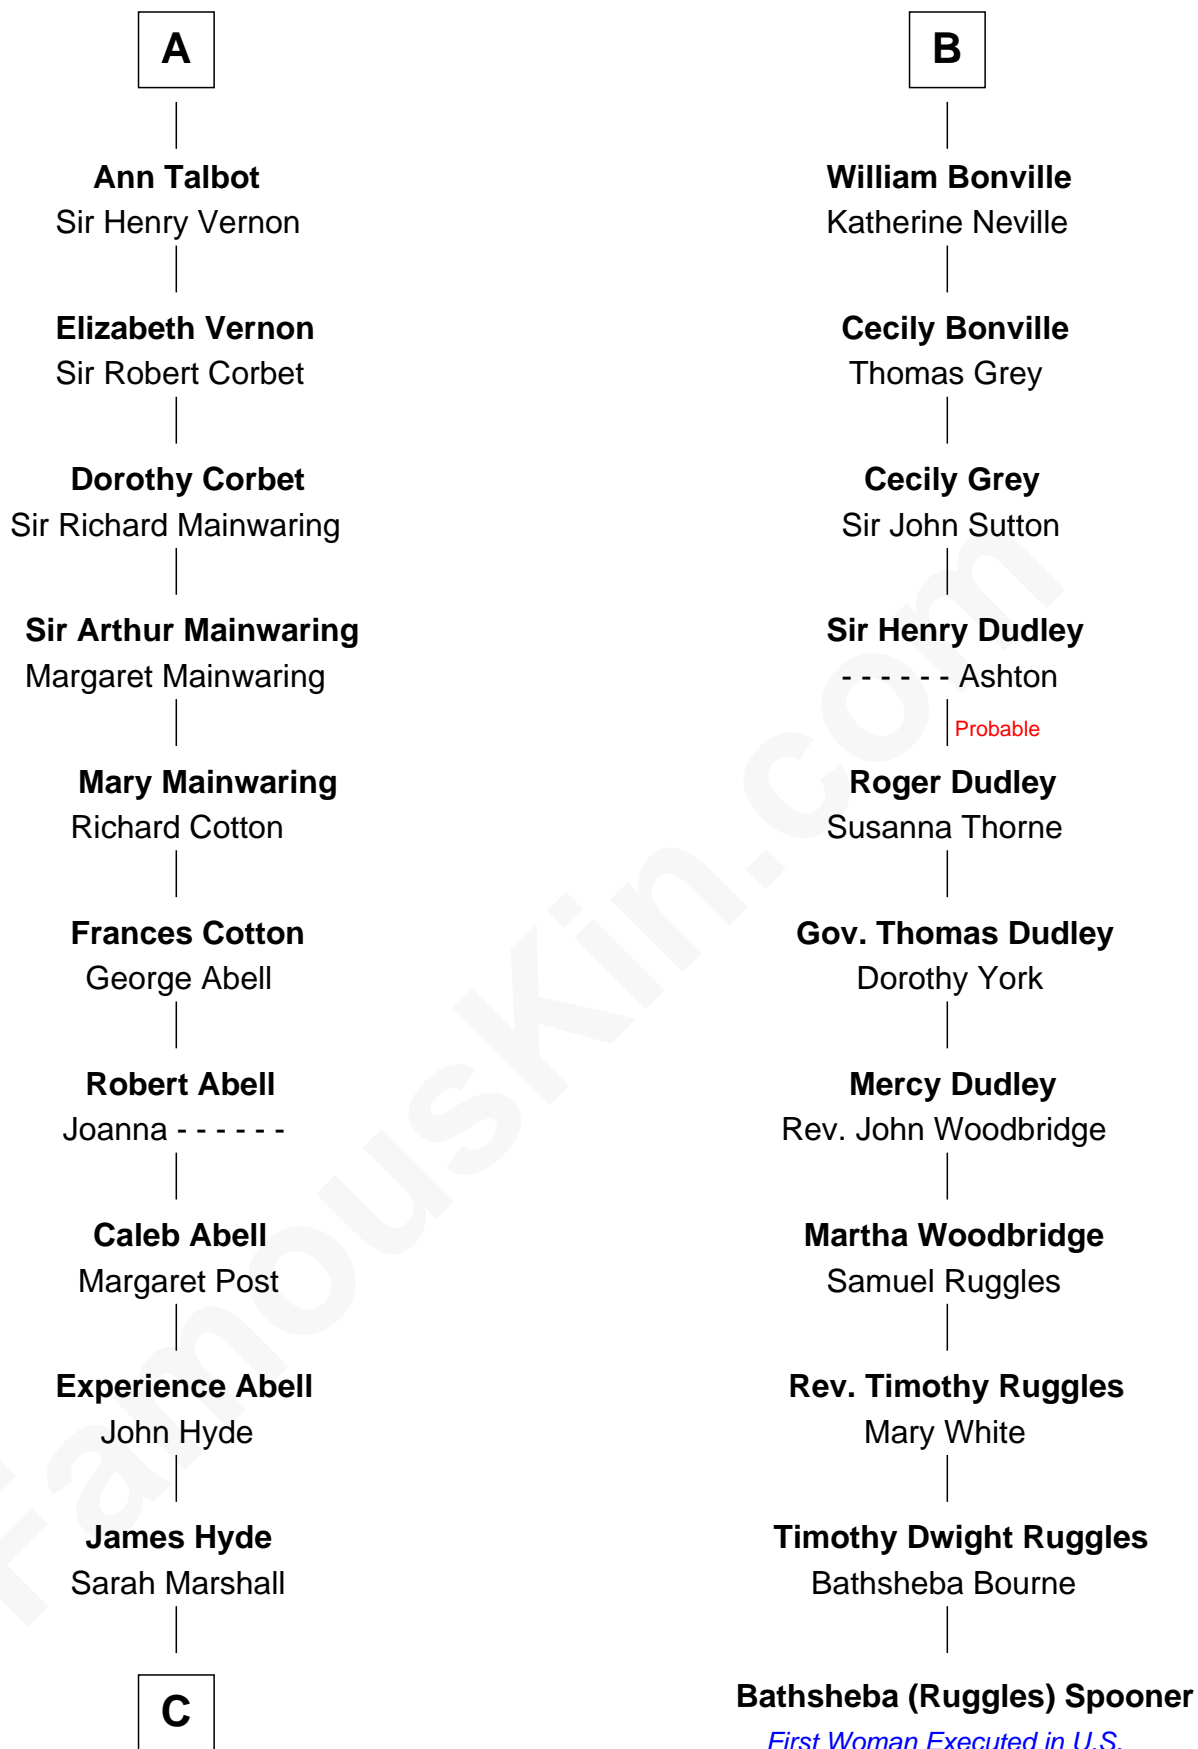 A
Ann Talbot
Sir Henry Vernon
Elizabeth Vernon
Sir Robert Corbet
Dorothy Corbet
Sir Richard Mainwaring
Sir Arthur Mainwaring
Margaret Mainwaring
Mary Mainwaring
Richard Cotton
Frances Cotton
George Abell
Robert Abell
Joanna - - - - - -
Caleb Abell
Margaret Post
Experience Abell
John Hyde
James Hyde
Sarah Marshall
C
B
William Bonville
Katherine Neville
Cecily Bonville
Thomas Grey
Cecily Grey
Sir John Sutton
Sir Henry Dudley
- - - - - - Ashton
Probable
Roger Dudley
Susanna Thorne
Gov. Thomas Dudley
Dorothy York
Mercy Dudley
Rev. John Woodbridge
Martha Woodbridge
Samuel Ruggles
Rev. Timothy Ruggles
Mary White
Timothy Dwight Ruggles
Bathsheba Bourne
Bathsheba (Ruggles) Spooner
First Woman Executed in U.S.
FamousKin.com